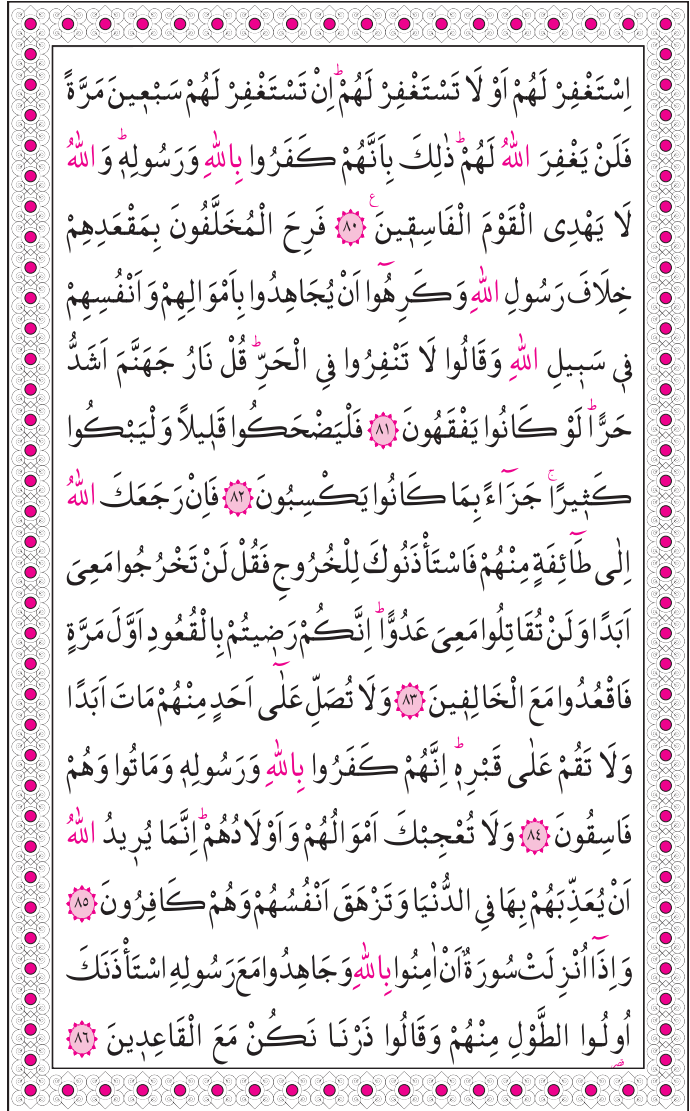 اِسْتَغْفِرْ لَهُمْ اَوْ لَا تَسْتَغْفِرْ لَهُمْۜ اِنْ تَسْتَغْفِرْ لَهُمْ سَبْع۪ينَ مَرَّةً
فَلَنْ يَغْفِرَ اللّٰهُ لَهُمْۜ ذٰلِكَ بِاَنَّهُمْ كَفَرُوا بِاللّٰهِ وَرَسُولِه۪ۜ وَاللّٰهُ
لَا يَهْدِى الْقَوْمَ الْفَاسِق۪ينَ ﴿٨٠﴾ ع فَرِحَ الْمُخَلَّفُونَ بِمَقْعَدِهِمْ
خِلَافَ رَسُولِ اللّٰهِ وَكَرِهُٓوا اَنْ يُجَاهِدُوا بِاَمْوَالِهِمْ وَاَنْفُسِهِمْ
ف۪ي سَب۪يلِ اللّٰهِ وَقَالُوا لَا تَنْفِرُوا فِي الْحَرِّۜ قُلْ نَارُ جَهَنَّمَ اَشَدُّ
حَرًّاۜ لَوْ كَانُوا يَفْقَهُونَ ﴿٨١﴾ فَلْيَضْحَكُوا قَل۪يلًا وَلْيَبْكُوا
كَث۪يرًاۚ جَزَٓاءً بِمَا كَانُوا يَكْسِبُونَ ﴿٨٢﴾ فَاِنْ رَجَعَكَ اللّٰهُ
اِلٰى طَٓائِفَةٍ مِنْهُمْ فَاسْتَأْذَنُوكَ لِلْخُرُوجِ فَقُلْ لَنْ تَخْرُجُوا مَعِىَ
اَبَدًا وَلَنْ تُقَاتِلُوا مَعِىَ عَدُوًّاۜ اِنَّكُمْ رَض۪يتُمْ بِالْقُعُودِ اَوَّلَ مَرَّةٍ
فَاقْعُدُوا مَعَ الْخَالِف۪ينَ ﴿٨٣﴾ وَلَا تُصَلِّ عَلٰٓى اَحَدٍ مِنْهُمْ مَاتَ اَبَدًا
وَلَا تَقُمْ عَلٰى قَبْرِه۪ۜ اِنَّهُمْ كَفَرُوا بِاللّٰهِ وَرَسُولِه۪ وَمَاتُوا وَهُمْ
فَاسِقُونَ ﴿٨٤﴾ وَلَا تُعْجِبْكَ اَمْوَالُهُمْ وَاَوْلَادُهُمْۜ اِنَّمَا يُر۪يدُ اللّٰهُ
اَنْ يُعَذِّبَهُمْ بِهَا فِي الدُّنْيَا وَتَزْهَقَ اَنْفُسُهُمْ وَهُمْ كَافِرُونَ ﴿٨٥﴾
وَاِذَٓا اُنْزِلَتْ سُورَةٌ اَنْ اٰمِنُوا بِاللّٰهِ وَجَاهِدُوا مَعَ رَسُولِهِ اسْتَأْذَنَكَ
اُو۬لُوا الطَّوْلِ مِنْهُمْ وَقَالُوا ذَرْنَا نَكُنْ مَعَ الْقَاعِد۪ينَ ﴿٨٦﴾